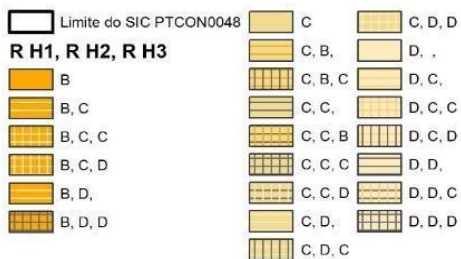 Limite do SIC PTCON0048
R H1, R H2, R H3
B
B, C
B, C, C
B, C, D
B, D,
B, D, D
C
C, B,
C, B, C
C, C,
C, C, B
C, C, C
C, C, D
C, D,
C, D, C
C, D, D
D, ,
D, C,
D, C, C
D, C, D
D, D,
D, D, C
D, D, D